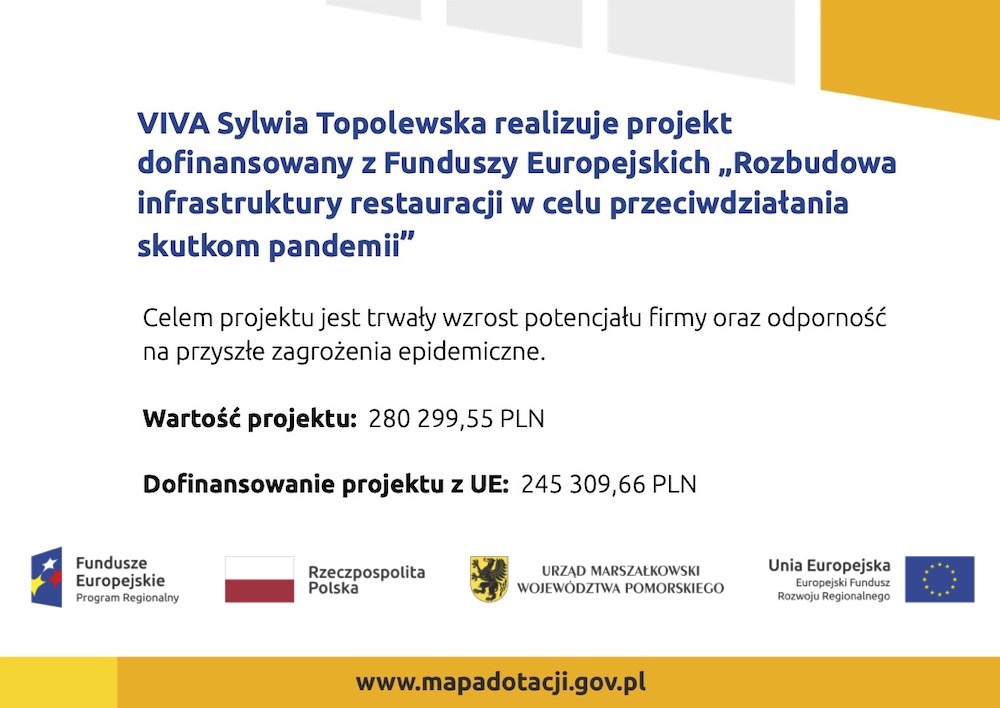 VIVA Sylwia Topolewska realizuje projekt
dofinansowany z Funduszy Europejskich „Rozbudowa
infrastruktury restauracji w celu przeciwdziałania
skutkom pandemii”
Celem projektu jest trwały wzrost potencjału firmy oraz odporność
na przyszłe zagrożenia epidemiczne.
Wartość projektu: 280 299,55 PLN
Dofinansowanie projektu z UE: 245 309,66 PLN
Fundusze
Europejskie
Program Regionalny
Rzeczpospolita
Polska
URZĄD MARSZAŁKOWSKI
WOJEWÓDZTWA POMORSKIEGO
Unia Europejska
Europejski Fundusz
Rozwoju Regionalnego
www.mapadotacji.gov.pl